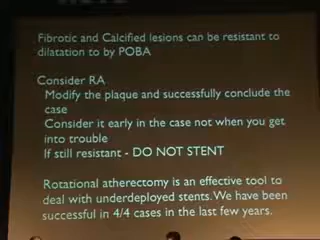 Fibrotic and Calcified lesions can be resistant to
dilatation to by POBA
Consider RA
Modify the plaque and successfully conclude the
case
Consider it early in the case not when you get
into trouble
If still resistant - DO NOT STENT
Rotational atherectomy is an effective tool to
deal with underdeployed stents. We have been
successful in 4/4 cases in the last few years.